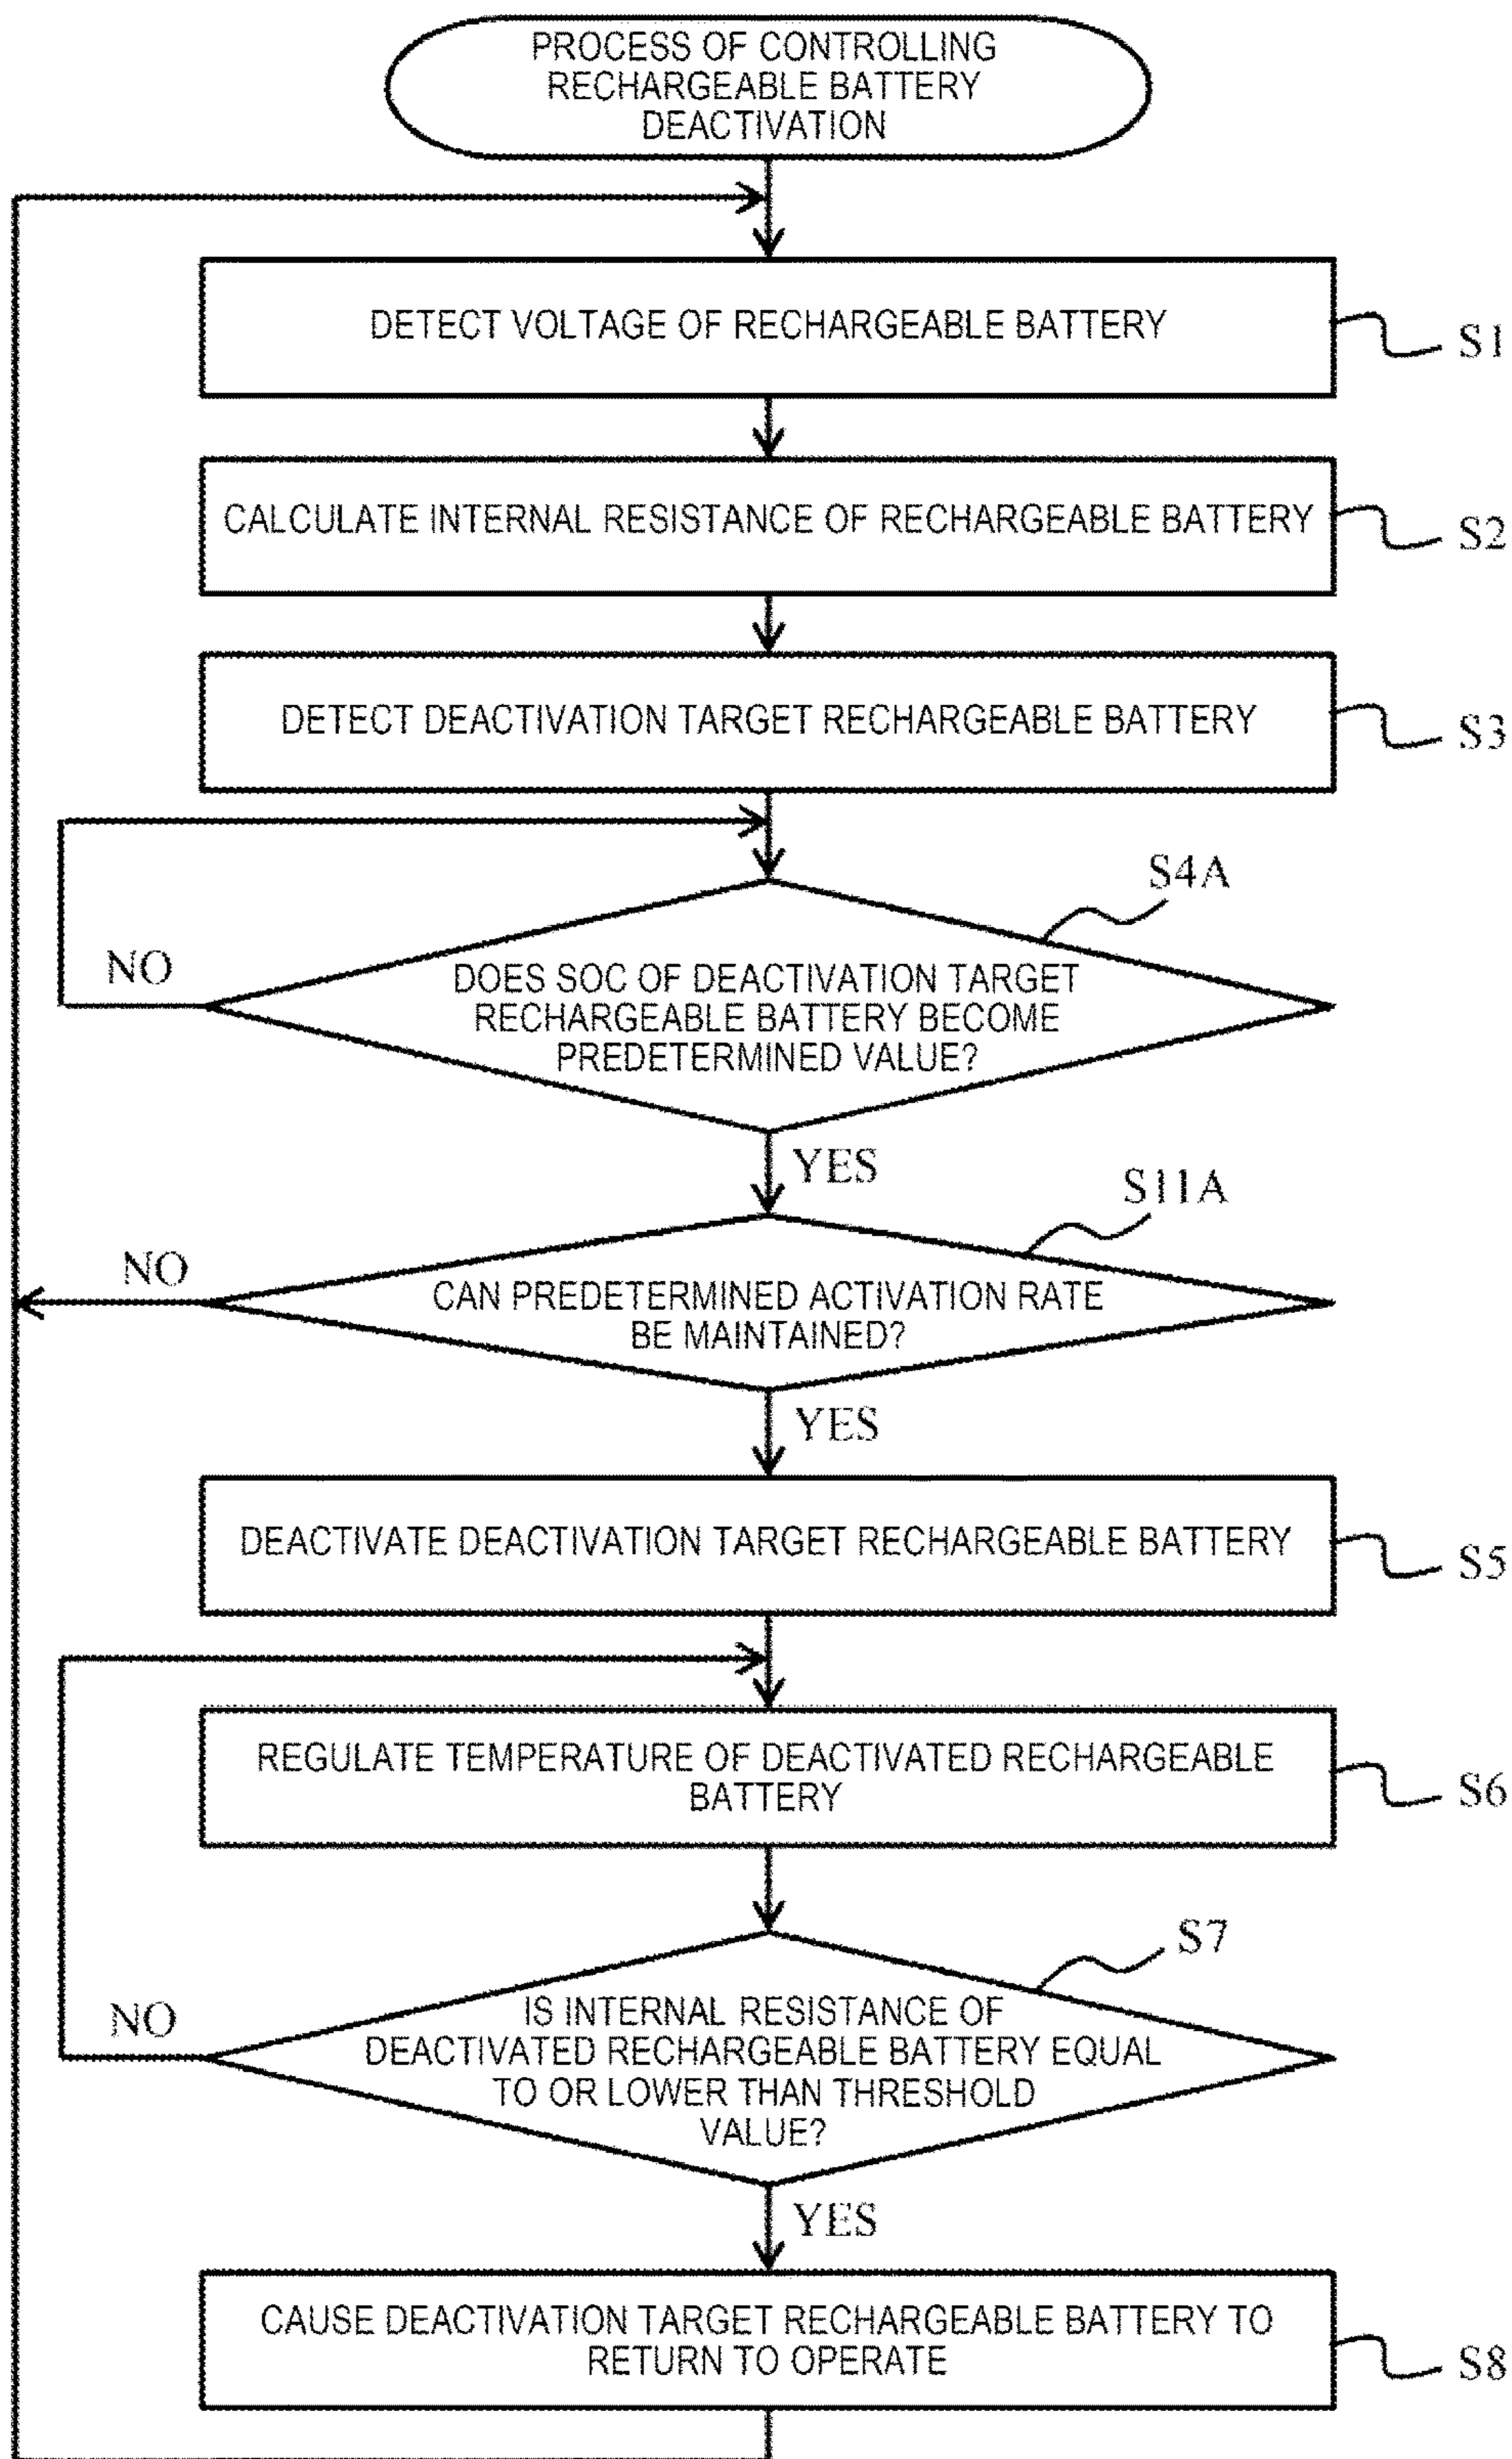 PROCESS OF CONTROLLING
RECHARGEABLE BATTERY
DEACTIVATION
DETECT VOLTAGE OF RECHARGEABLE BATTERY
S1
CALCULATE INTERNAL RESISTANCE OF RECHARGEABLE BATTERY
S2
DETECT DEACTIVATION TARGET RECHARGEABLE BATTERY
S3
S4A
NO
DOES SOC OF DEACTIVATION TARGET
RECHARGEABLE BATTERY BECOME
PREDETERMINED VALUE?
YES
S11A
NO
CAN PREDETERMINED ACTIVATION RATE
BE MAINTAINED?
YES
DEACTIVATE DEACTIVATION TARGET RECHARGEABLE BATTERY
S5
REGULATE TEMPERATURE OF DEACTIVATED RECHARGEABLE
BATTERY
S6
S7
NO
IS INTERNAL RESISTANCE OF
DEACTIVATED RECHARGEABLE BATTERY EQUAL
TO OR LOWER THAN THRESHOLD
VALUE?
YES
CAUSE DEACTIVATION TARGET RECHARGEABLE BATTERY TO
RETURN TO OPERATE
S8